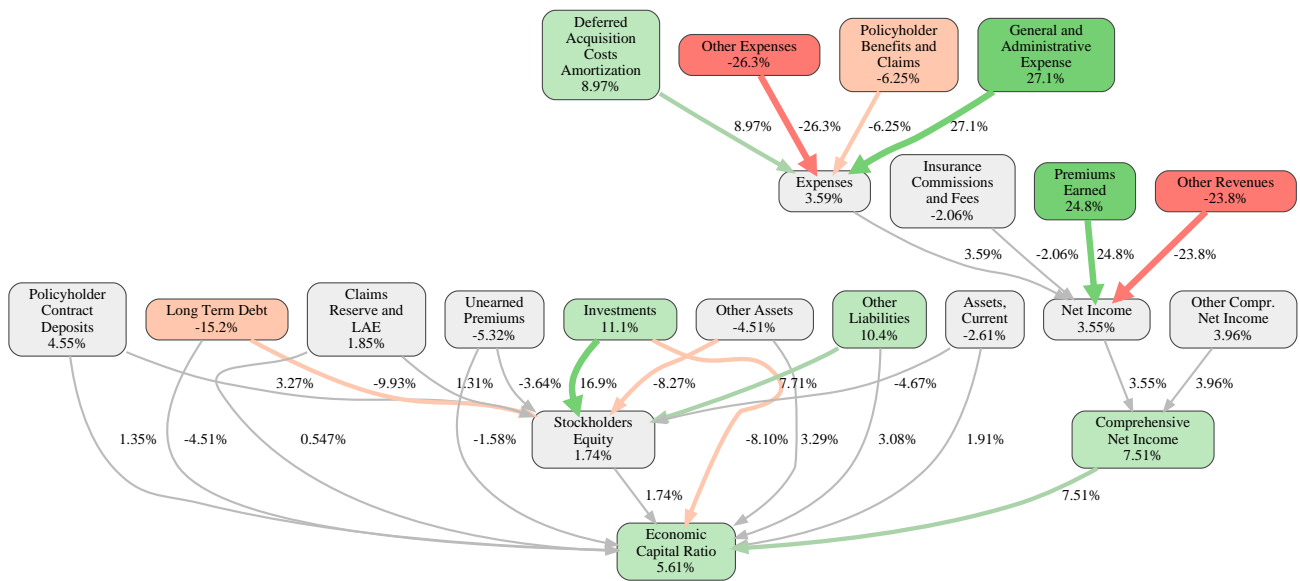 Deferred
Acquisition
Costs
Amortization
8.97%
Other Expenses
-26.3%
Policyholder
Benefits and
Claims
-6.25%
General and
Administrative
Expense
27.1%
8.97%
-26.3%
-6.25%
27.1%
Expenses
3.59%
Insurance
Commissions
and Fees
-2.06%
Premiums
Earned
24.8%
Other Revenues
-23.8%
3.59%
-2.06%
24.8%
-23.8%
Policyholder
Contract
Deposits
4.55%
Long Term Debt
-15.2%
Claims
Reserve and
LAE
1.85%
Unearned
Premiums
-5.32%
Investments
11.1%
Other Assets
-4.51%
Other
Liabilities
10.4%
Assets,
Current
-2.61%
Net Income
3.55%
Other Compr.
Net Income
3.96%
3.27%
-9.93%
1.31%
-3.64%
16.9%
-8.27%
7.71%
-4.67%
3.55%
3.96%
1.35%
-4.51%
0.547%
-1.58%
Stockholders
Equity
1.74%
-8.10%
3.29%
3.08%
1.91%
Comprehensive
Net Income
7.51%
1.74%
7.51%
Economic
Capital Ratio
5.61%